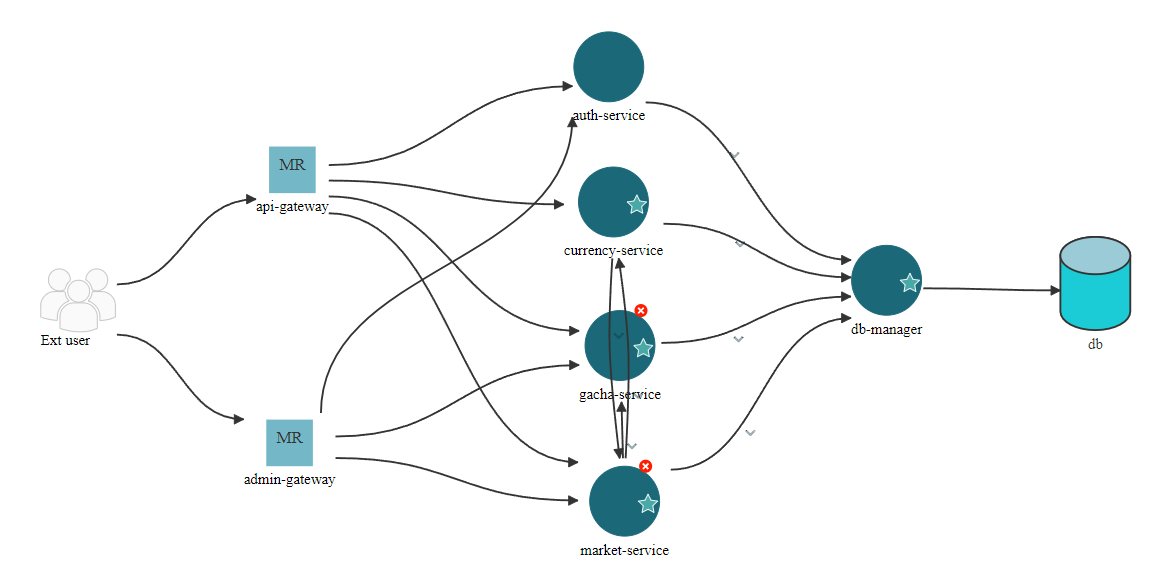 auth-service
MR
api-gateway
currency-service
Ext user
gacha-service
db-manager
db
MR
admin-gateway
market-service